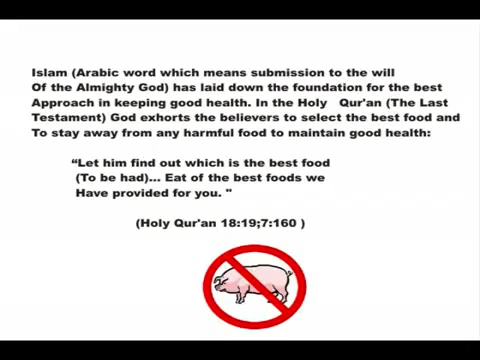 Islam (Arabic word which means submission to the will
Of the Almighty God) has laid down the foundation for the best
Approach in keeping good health. In the Holy Qur'an (The Last
Testament) God exhorts the believers to select the best food and
To stay away from any harmful food to maintain good health:
“Let him find out which is the best food
(To be had)... Eat of the best foods we
Have provided for you. "
(Holy Qur'an 18:19;7:160 )